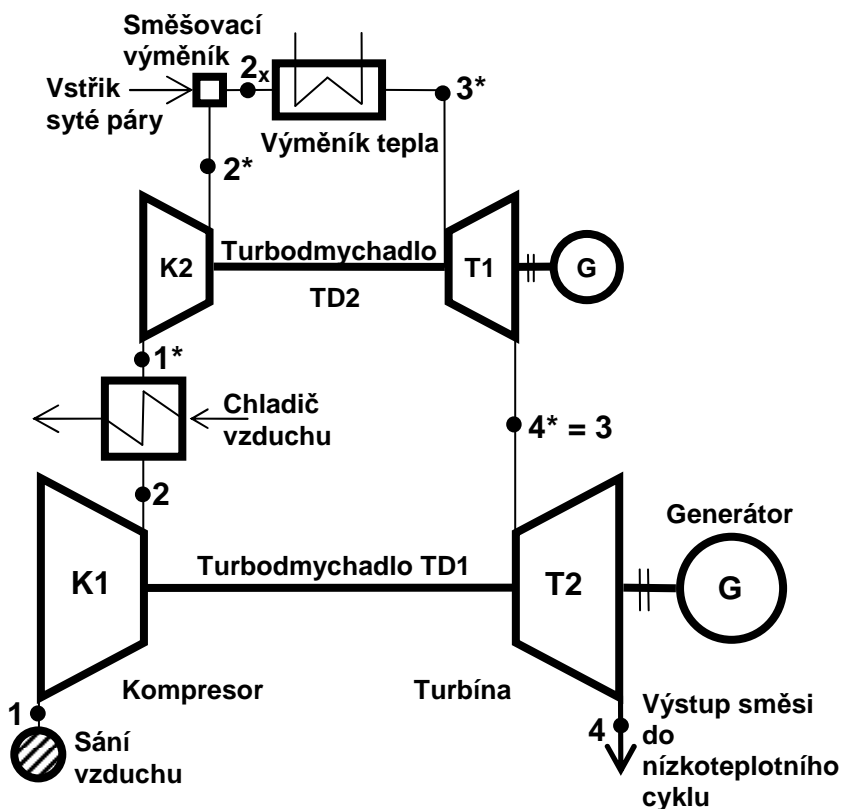 Směšovací
výměník
Vstřik
syté páry
2x
3*
Výměník tepla
2*
K2
Turbodmychadlo
TD2
T1
G
1*
Chladič
vzduchu
4* = 3
2
Generátor
K1
Turbodmychadlo TD1
T2
G
Kompresor
Turbína
1
Sání
vzduchu
4
Výstup směsi
do
nízkoteplotního
cyklu